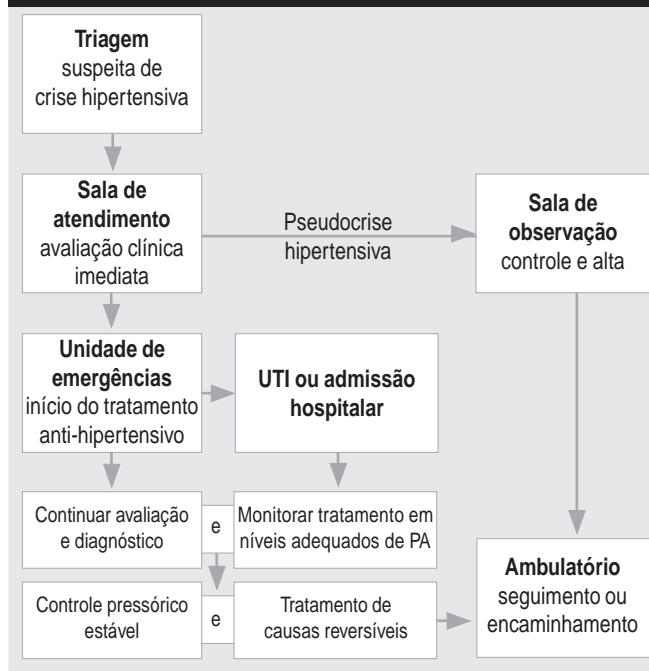 Triagem
suspeita de
crise hipertensiva
Sala de
atendimento
avaliação clínica
imediata
Pseudocrise
hipertensiva
Sala de
observação
controle e alta
Unidade de
emergências
início do tratamento
anti-hipertensivo
UTI ou admissão
hospitalar
Continuar avaliação
e diagnóstico
e
Monitorar tratamento em
níveis adequados de PA
Controle pressórico
estável
e
Tratamento de
causas reversíveis
Ambulatório
seguimento ou
encaminhamento